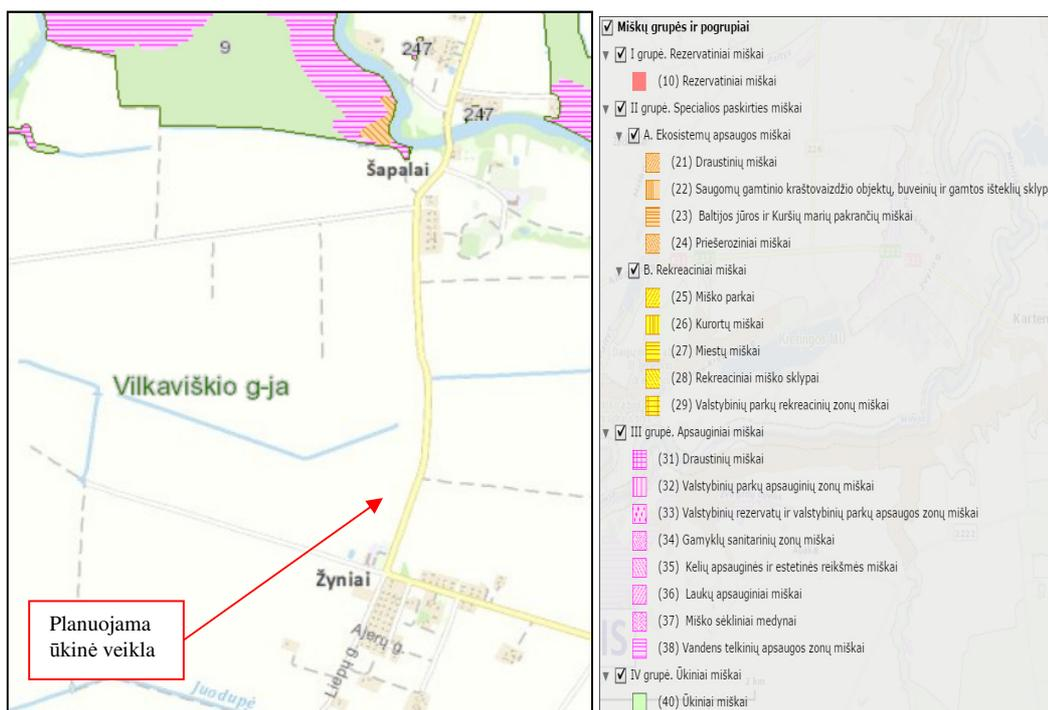 9
247
247
Šapalai
Vilkaviškio g-ja
Žyniai
Ajerų g.
Liepų g.
Juodupė
Planuojama
ūkinė veikla
Miškų grupės ir pogrupiai
I grupė. Rezervatiniai miškai
(10) Rezervatiniai miškai
II grupė. Specialios paskirties miškai
A. Ekosistemų apsaugos miškai
(21) Draustinių miškai
(22) Saugomų gamtinio kraštovaizdžio objektų, buveinių ir gamtos išteklių sklyp
(23) Baltijos jūros ir Kuršių marių pakrančių miškai
(24) Priešeroziniai miškai
B. Rekreaciniai miškai
(25) Miško parkai
(26) Kurortų miškai
(27) Miestų miškai
(28) Rekreaciniai miško sklypai
(29) Valstybinių parkų rekreacinių zonų miškai
III grupė. Apsauginiai miškai
(31) Draustinių miškai
(32) Valstybinių parkų apsauginių zonų miškai
(33) Valstybinių rezervatų ir valstybinių parkų apsaugos zonų miškai
(34) Gamyklų sanitarinių zonų miškai
(35) Kelių apsauginės ir estetinės reikšmės miškai
(36) Laukų apsauginiai miškai
(37) Miško sėkliniai medynai
(38) Vandens telkinių apsaugos zonų miškai
IV grupė. Ūkiniai miškai
(40) Ūkiniai miškai
Karten
Kretingos MU
2222
2 km